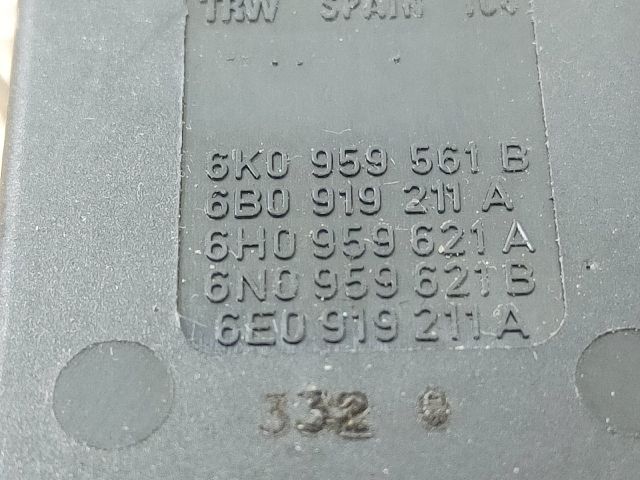 TRW SPAIN
6K0 959 561 B
6B0 919 211 A
6H0 959 621 A
6N0 959 621 B
6E0 919 211 A
332